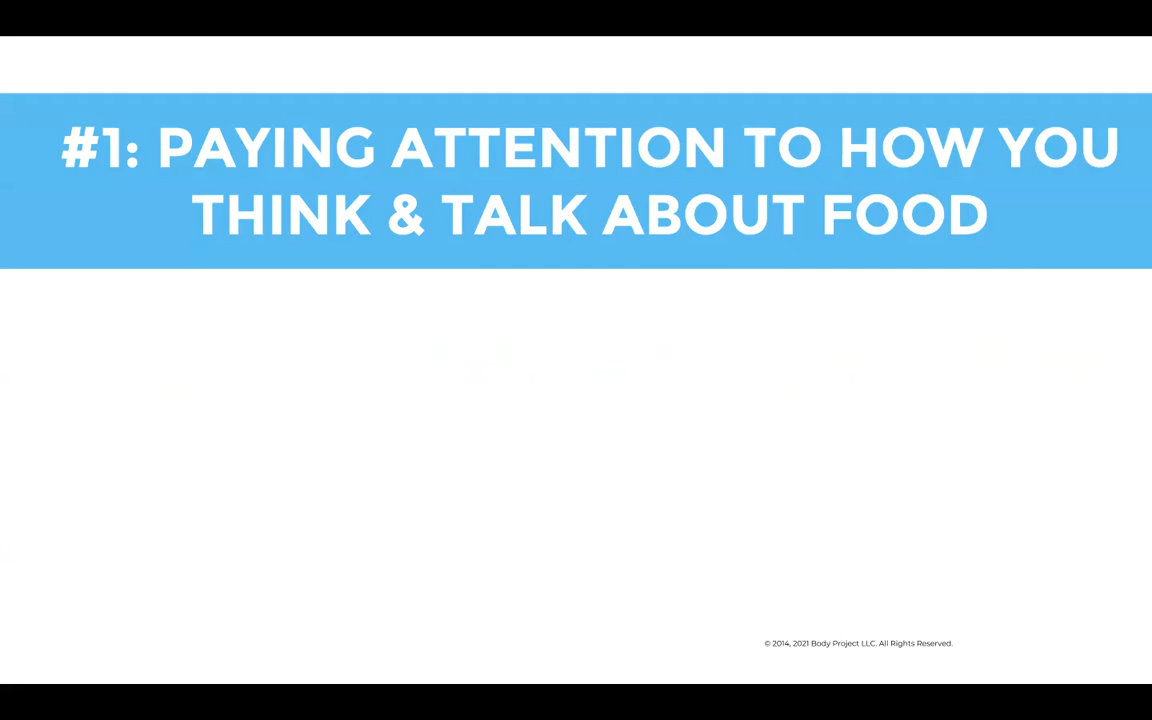 #1: PAYING ATTENTION TO HOW YOU
THINK & TALK ABOUT FOOD
© 2014, 2021 Body Project LLC. All Rights Reserved.